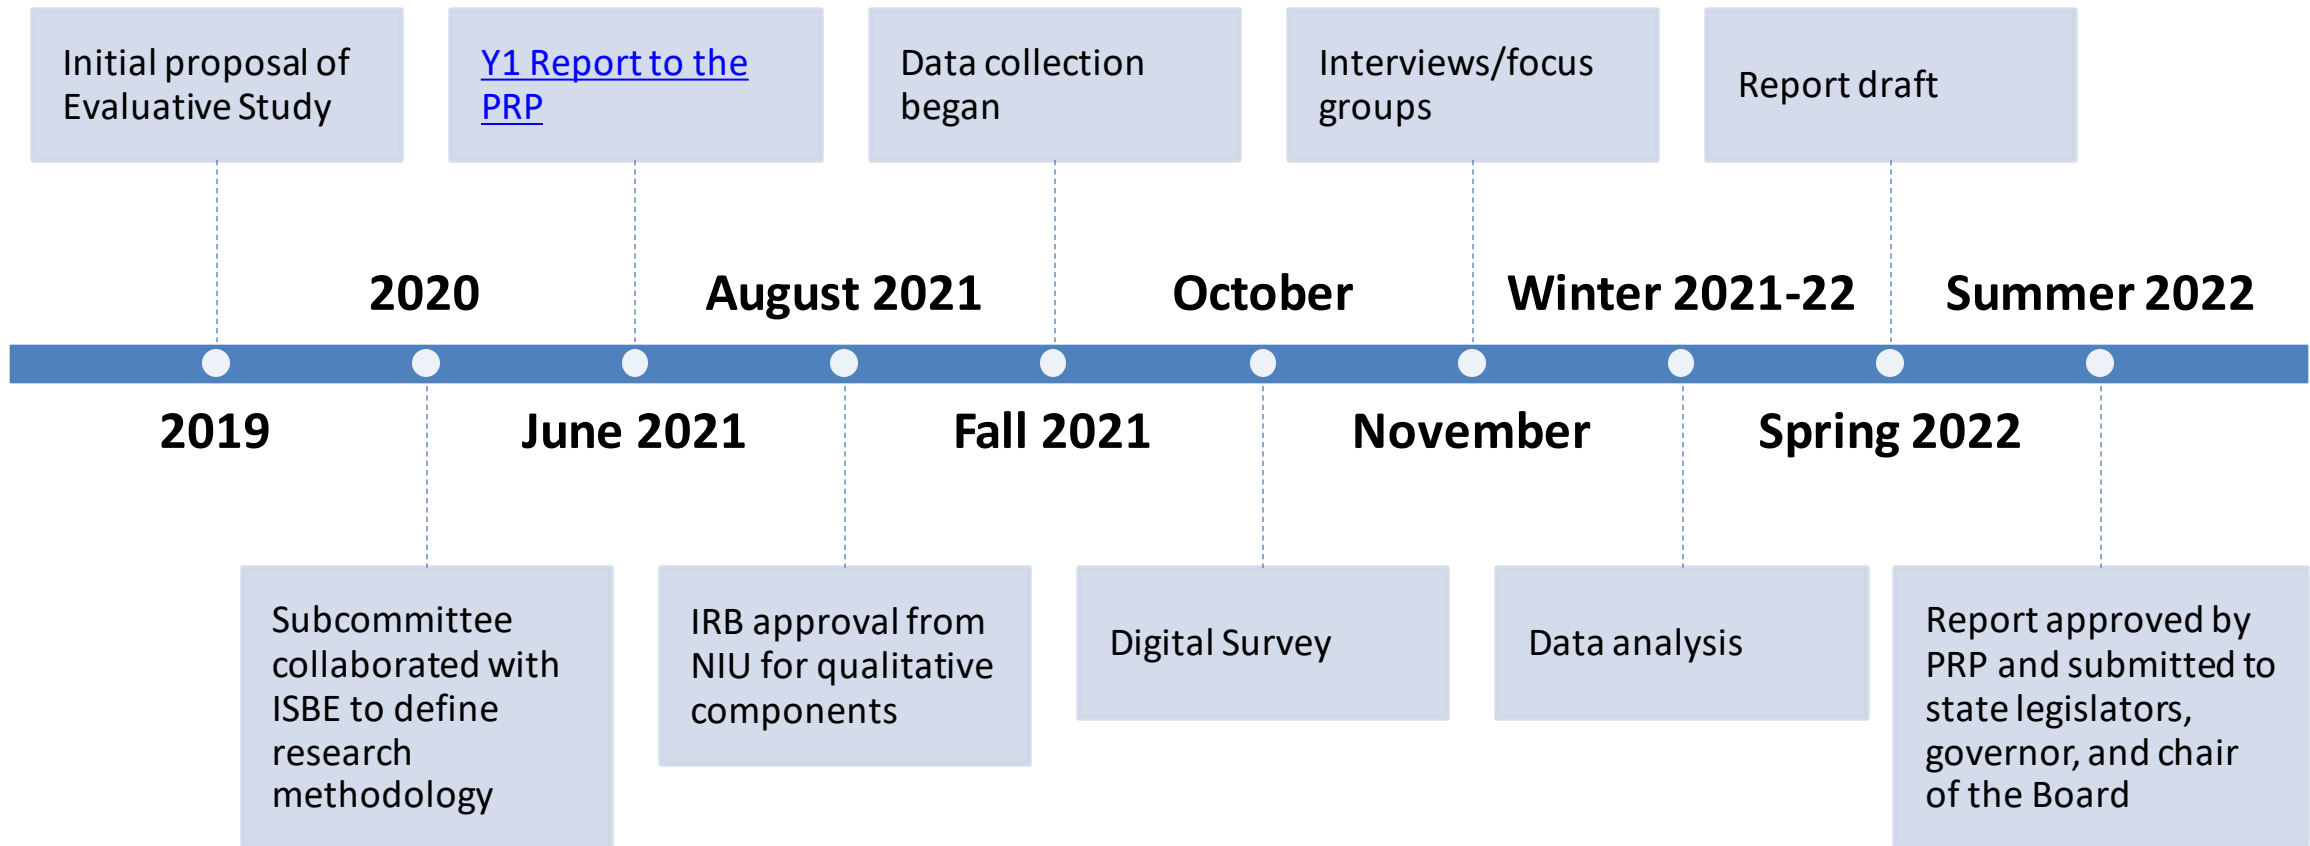 Initial proposal of
Evaluative Study
Y1 Report to the
PRP
Data collection
began
Interviews/focus
groups
Report draft
2020
August 2021
October
Winter 2021-22
Summer 2022
2019
June 2021
Fall 2021
November
Spring 2022
Subcommittee
collaborated with
ISBE to define
research
methodology
IRB approval from
NIU for qualitative
components
Digital Survey
Data analysis
Report approved by
PRP and submitted to
state legislators,
governor, and chair
of the Board